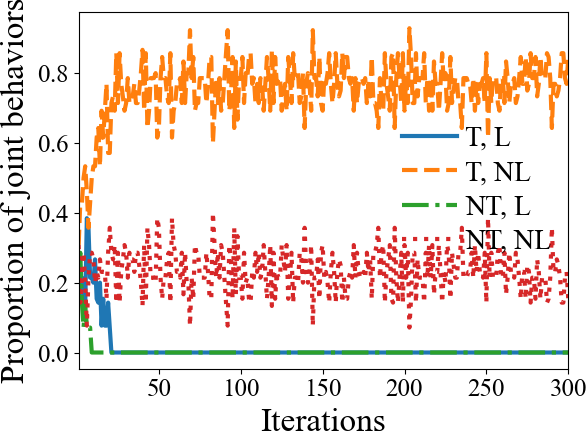 Proportion of joint behaviors
0.8
0.6
0.4
0.2
0.0
T, L
T, NL
NT, L
NT, NL
50
100
150
200
250
300
Iterations